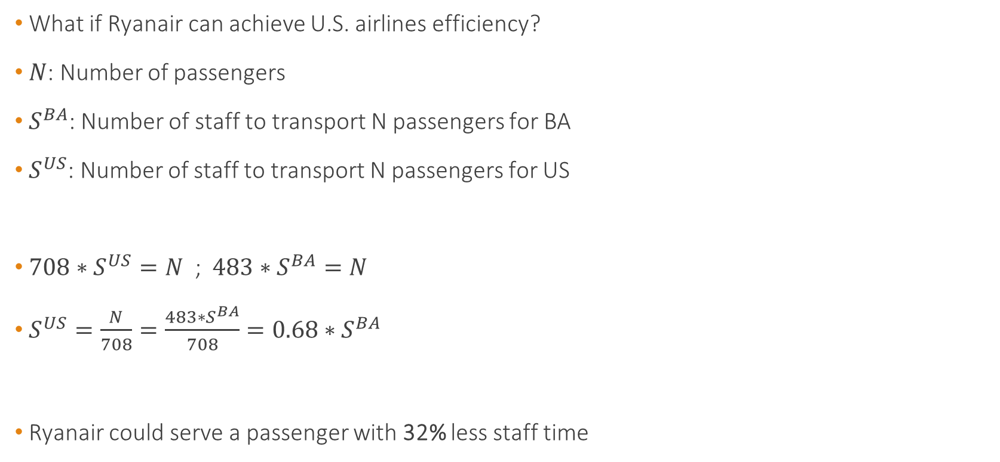 • What if Ryanair can achieve U.S. airlines efficiency?
• N: Number of passengers
• S^{BA}: Number of staff to transport N passengers for BA
• S^{US}: Number of staff to transport N passengers for US
• 708 ∗ S^{US} = N ; 483 ∗ S^{BA} = N
• S^{US} = \frac{N}{708} = \frac{483∗S^{BA}}{708} = 0.68 ∗ S^{BA}
• Ryanair could serve a passenger with 32% less staff time